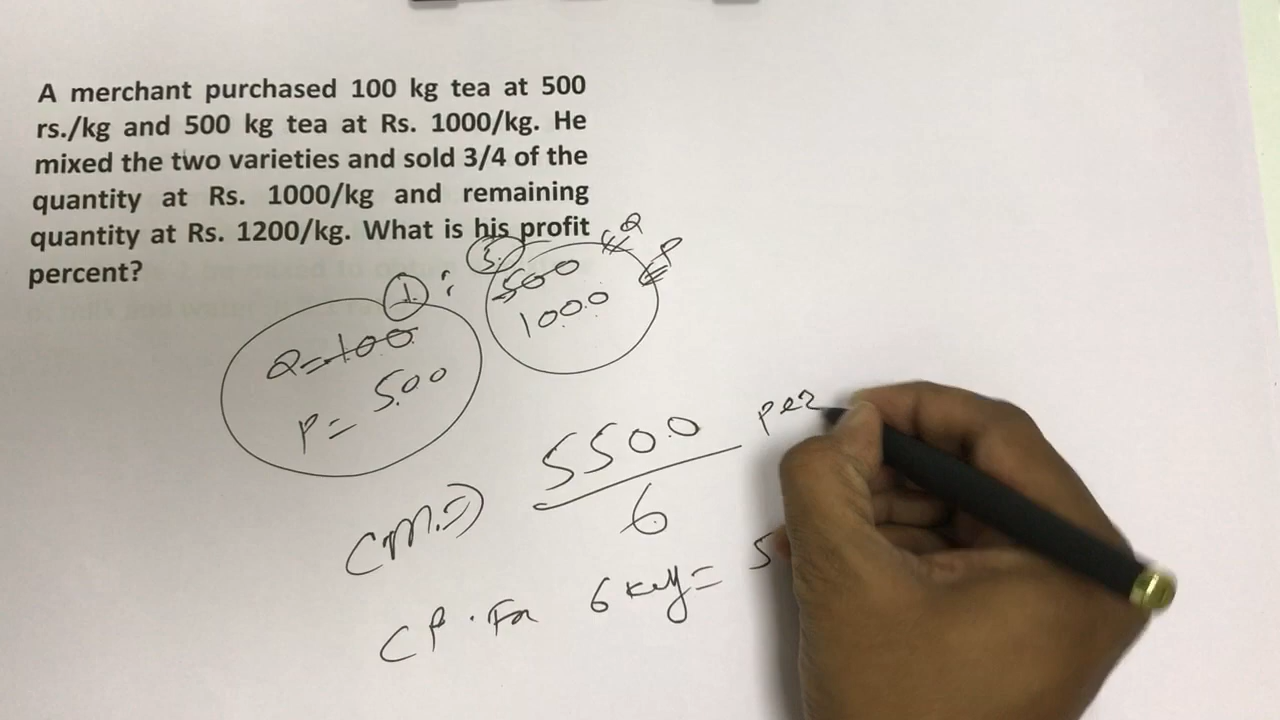 A merchant purchased 100 kg tea at 500
rs./kg and 500 kg tea at Rs. 1000/kg. He
mixed the two varieties and sold 3/4 of the
quantity at Rs. 1000/kg and remaining
quantity at Rs. 1200/kg. What is his profit
percent?
1 : 5
Q=100
P= 500
500 Q
1000 P
CM.⇒ 5500 per
6
CP. For 6 kg= 5